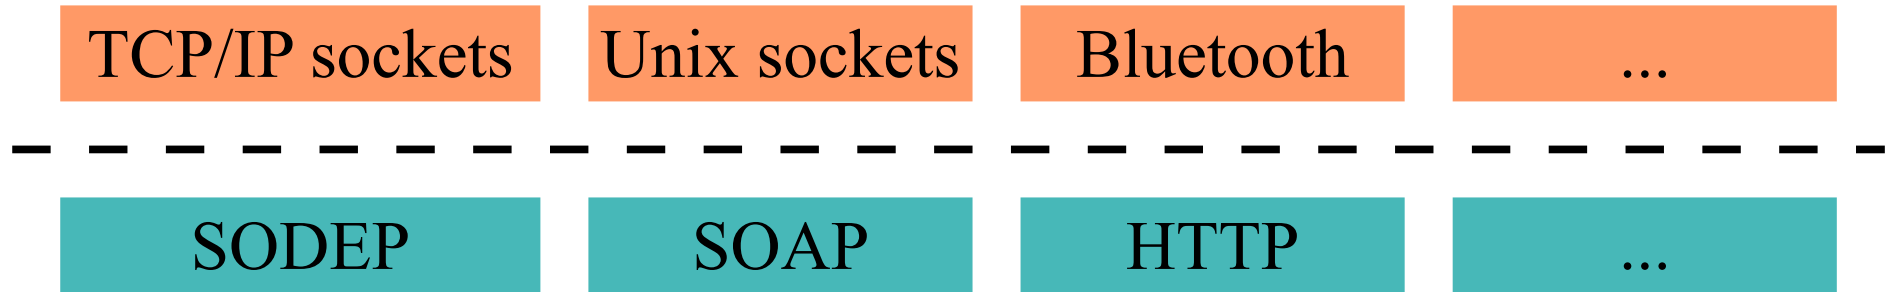 TCP/IP sockets Unix sockets Bluetooth ...
SODEP SOAP HTTP ...